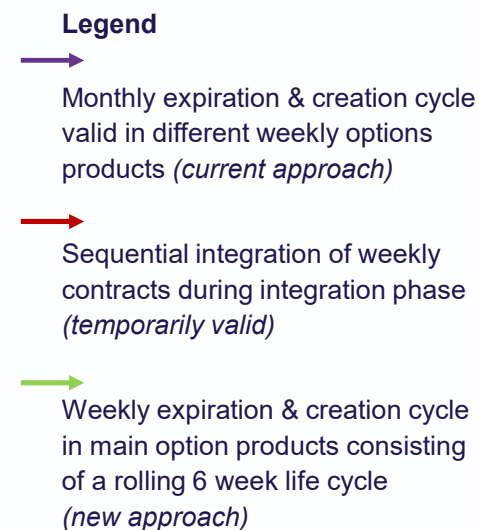 Legend
Monthly expiration & creation cycle
valid in different weekly options
products (current approach)
Sequential integration of weekly
contracts during integration phase
(temporarily valid)
Weekly expiration & creation cycle
in main option products consisting
of a rolling 6 week life cycle
(new approach)